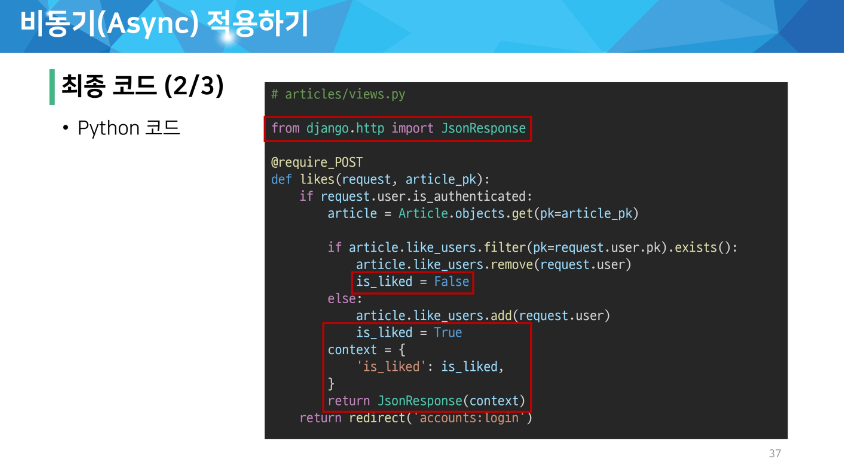 비동기(Async) 적용하기
최종 코드 (2/3)
• Python 코드
# articles/views.py
from django.http import JsonResponse
@require_POST
def likes(request, article_pk):
    if request.user.is_authenticated:
        article = Article.objects.get(pk=article_pk)
        if article.like_users.filter(pk=request.user.pk).exists():
            article.like_users.remove(request.user)
            is_liked = False
        else:
            article.like_users.add(request.user)
            is_liked = True
        context = {
            'is_liked': is_liked,
        }
        return JsonResponse(context)
    return redirect('accounts:login')
37